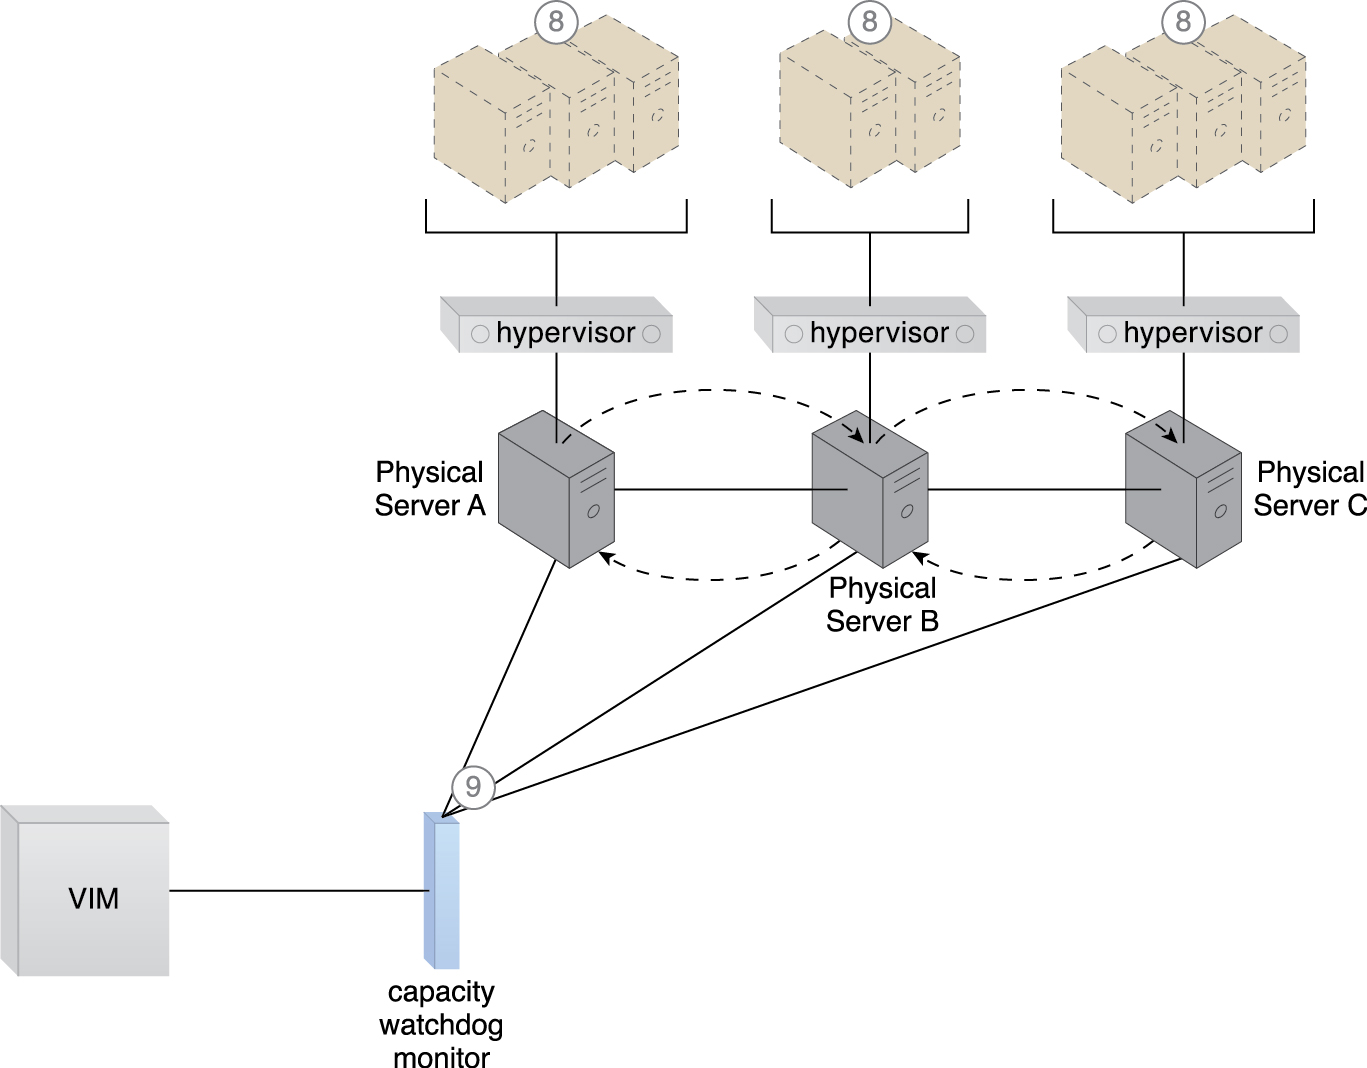 8
8
8
hypervisor
hypervisor
hypervisor
Physical
Server A
Physical
Server C
Physical
Server B
9
VIM
capacity
watchdog
monitor